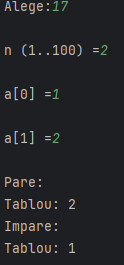 Alege:17
n (1..100) =2
a[0] =1
a[1] =2
Pare:
Tablou: 2
Impare:
Tablou: 1